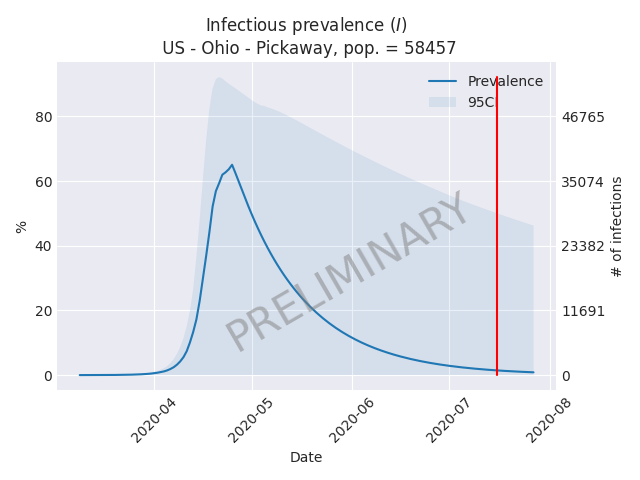 Infectious prevalence (I)
US - Ohio - Pickaway, pop. = 58457
Prevalence
95CI
80
60
40
20
0
%
46765
35074
23382
11691
0
# of infections
PRELIMINARY
2020-04
2020-05
2020-06
2020-07
2020-08
Date